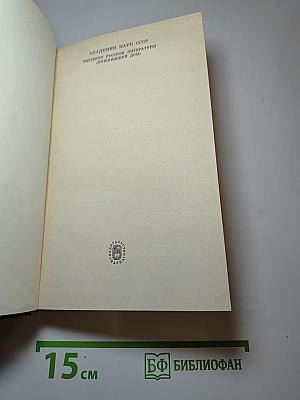 АКАДЕМИЯ НАУК СССР
ИНСТИТУТ РУССКОЙ ЛИТЕРАТУРЫ
(ПУШКИНСКИЙ ДОМ)
15 см
БФ БИБЛИОФАН